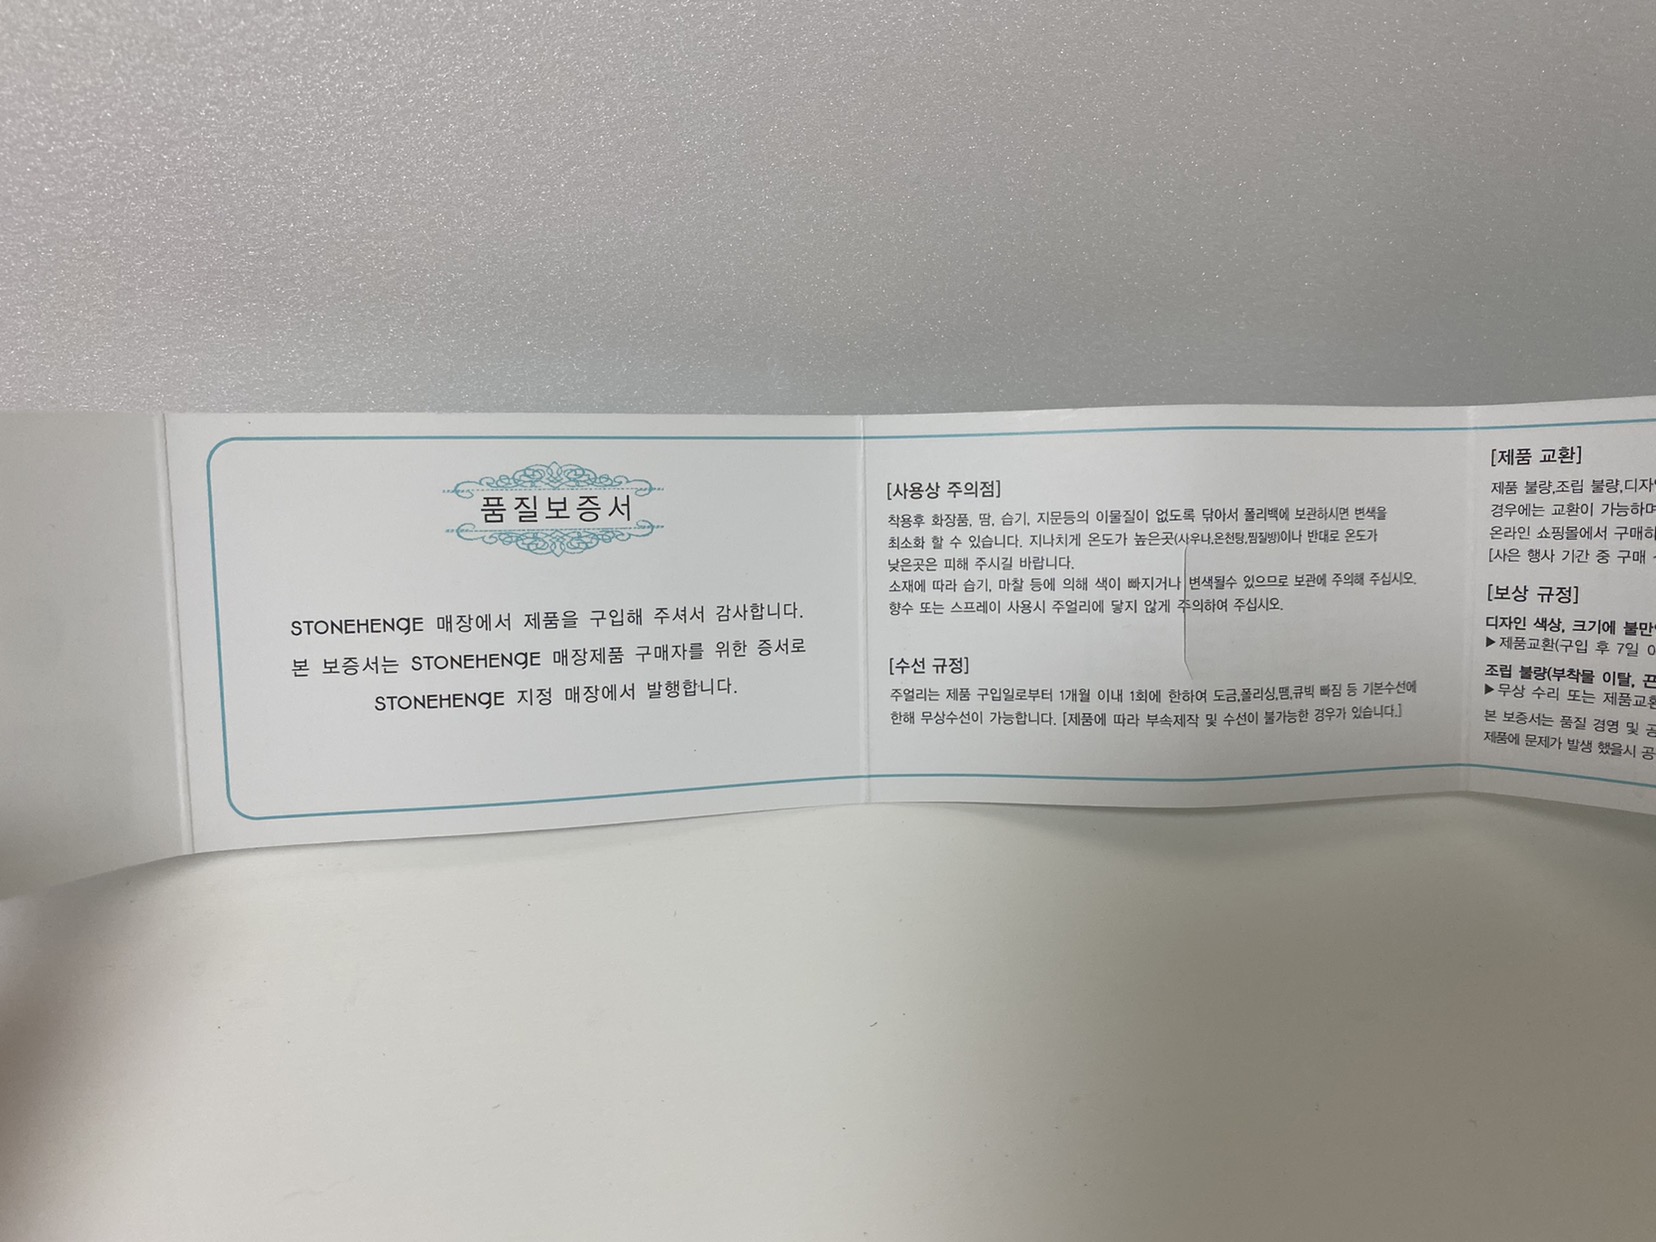 품질보증서
STONEHENgE 매장에서 제품을 구입해 주셔서 감사합니다.
본 보증서는 STONEHENgE 매장제품 구매자를 위한 증서로
STONEHENgE 지정 매장에서 발행합니다.
[사용상 주의점]
착용후 화장품, 땀, 습기, 지문등의 이물질이 없도록 닦아서 폴리백에 보관하시면 변색을
최소화 할 수 있습니다. 지나치게 온도가 높은곳(사우나,온천탕,찜질방)이나 반대로 온도가
낮은곳은 피해 주시길 바랍니다.
소재에 따라 습기, 마찰 등에 의해 색이 빠지거나 변색될수 있으므로 보관에 주의해 주십시오.
향수 또는 스프레이 사용시 주얼리에 닿지 않게 주의하여 주십시오.
[수선 규정]
주얼리는 제품 구입일로부터 1개월 이내 1회에 한하여 도금,폴리싱,땜,큐빅 빠짐 등 기본수선에
한해 무상수선이 가능합니다. [제품에 따라 부속제작 및 수선이 불가능한 경우가 있습니다.]
[제품 교환]
제품 불량,조립 불량,디자
경우에는 교환이 가능하며
온라인 쇼핑몰에서 구매하
[사은 행사 기간 중 구매
[보상 규정]
디자인 색상, 크기에 불만
▶제품교환(구입 후 7일 이
조립 불량(부착물 이탈, 끈
▶무상 수리 또는 제품교환
본 보증서는 품질 경영 및 공
제품에 문제가 발생 했을시 공